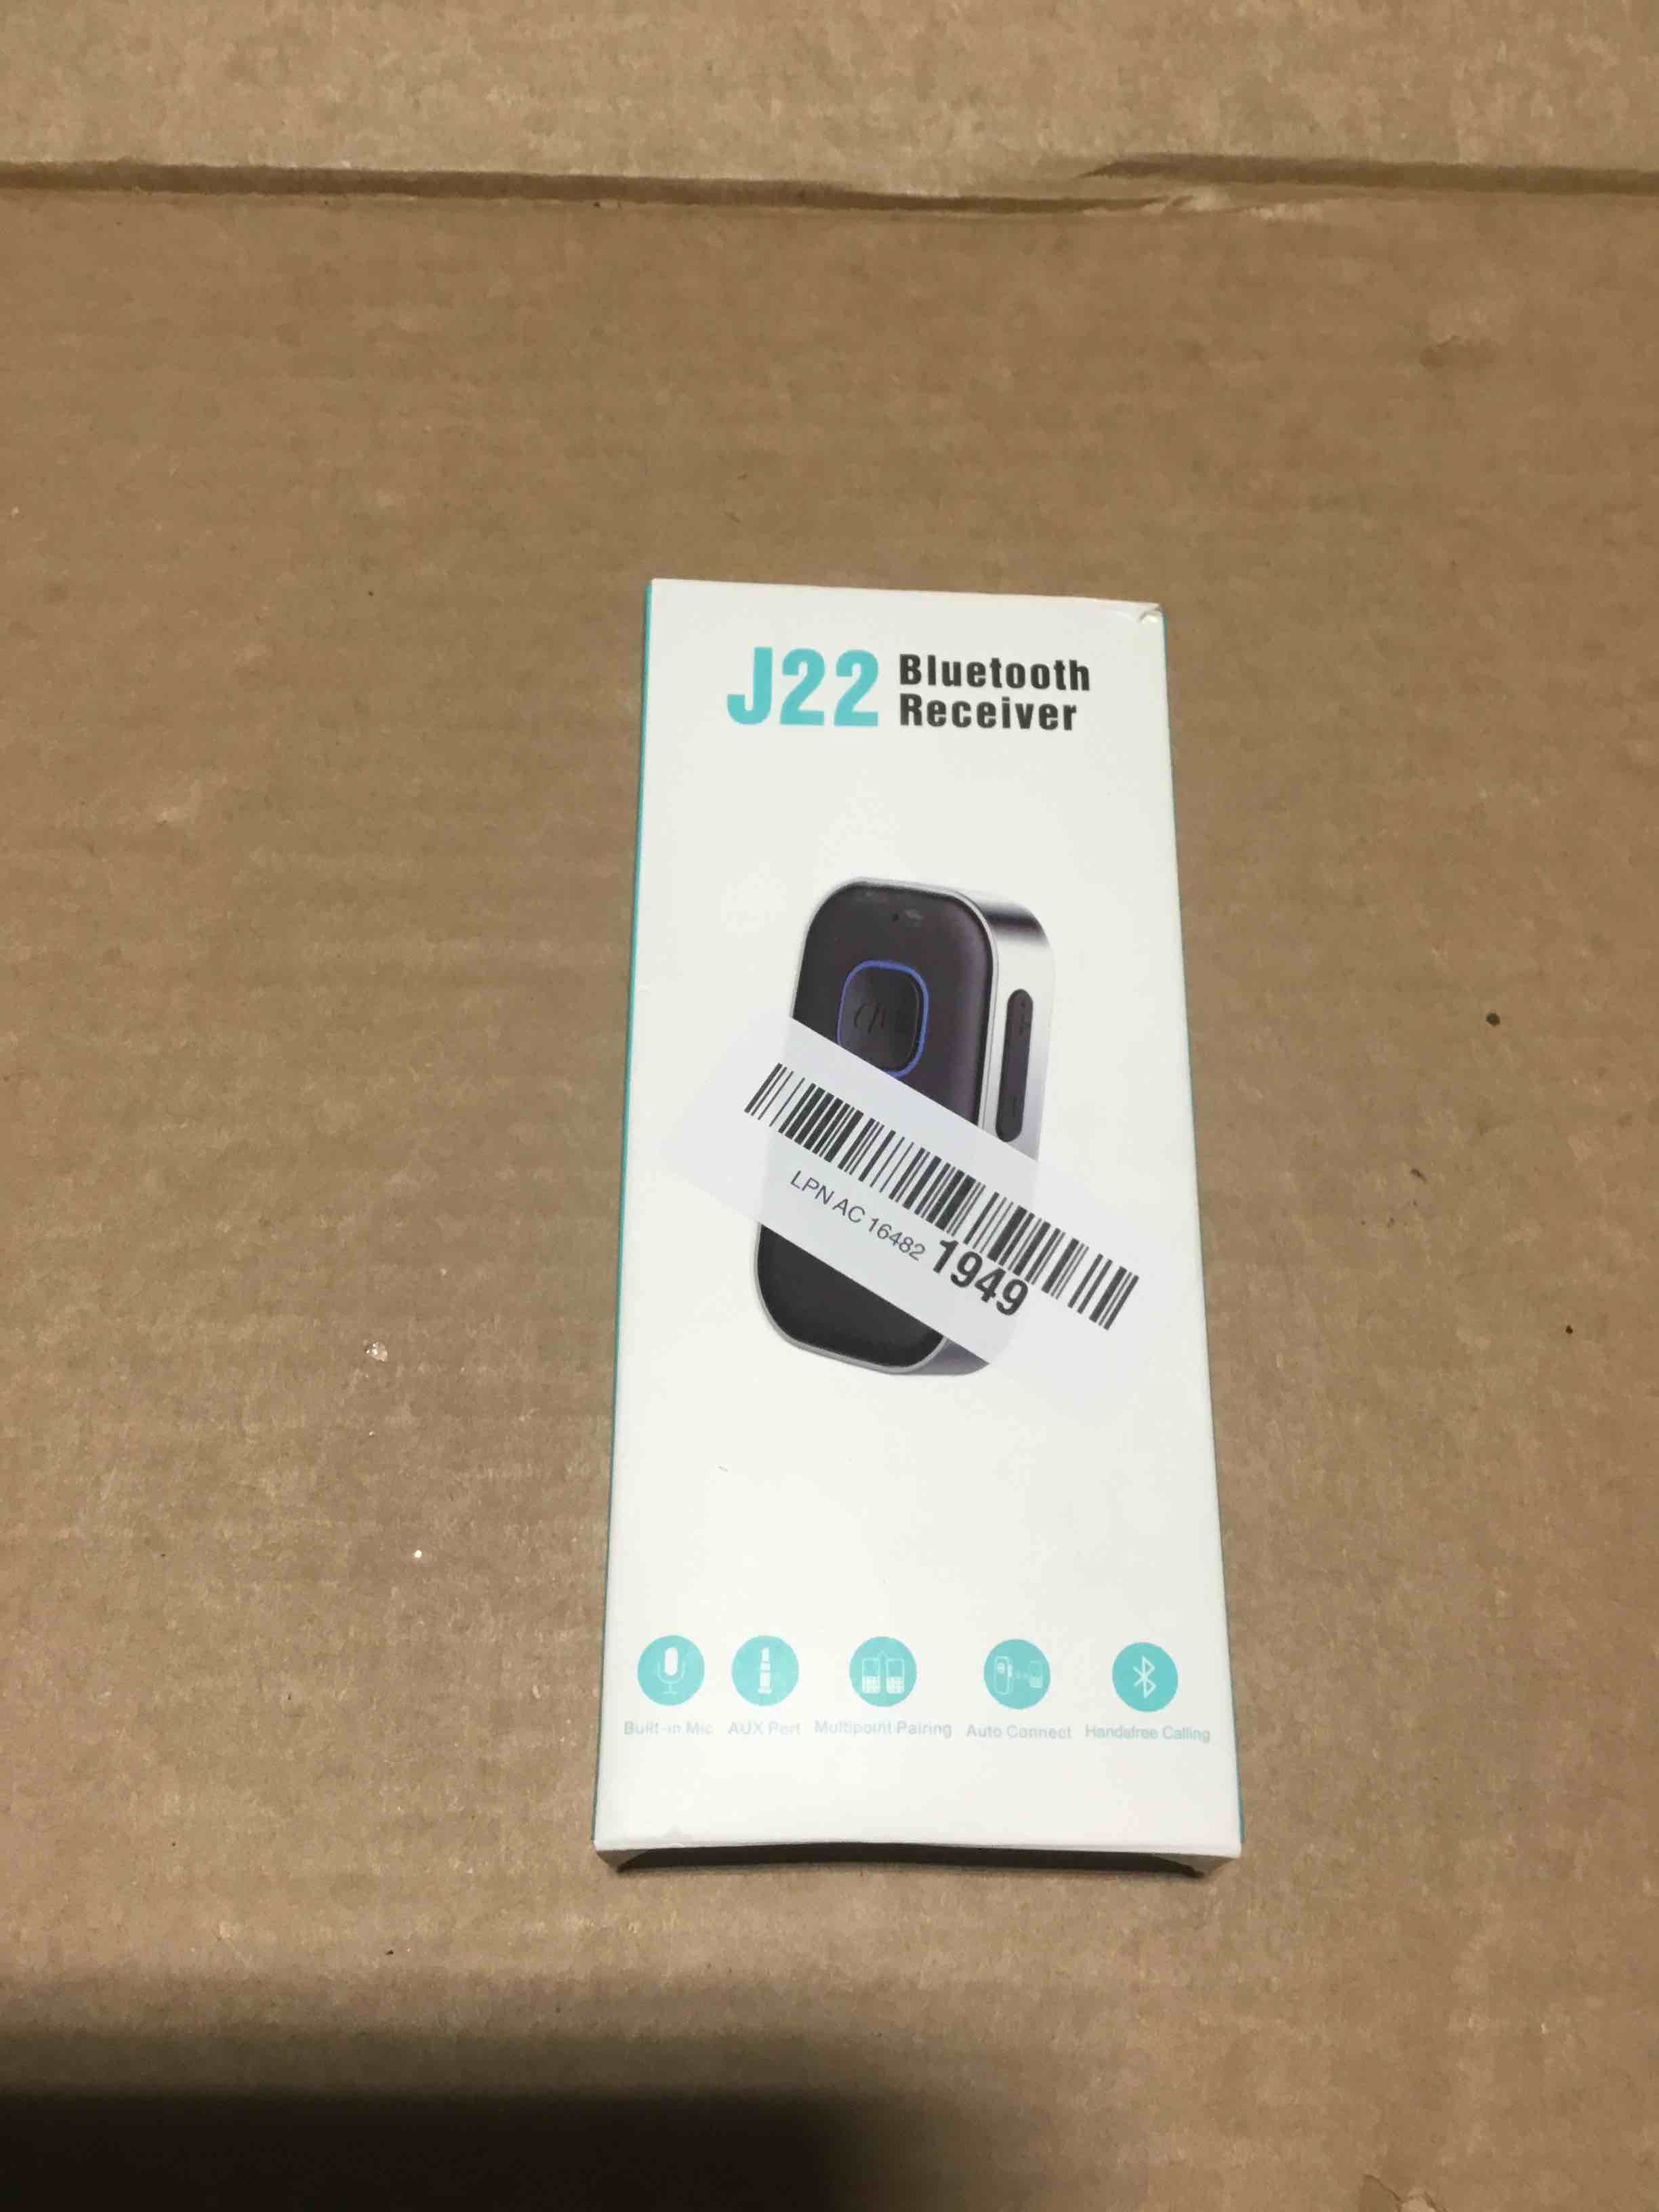 J22 Bluetooth
Receiver
LPN AC 16482 1949
Built-in Mic AUX Port Multipoint Pairing Auto Connect Handsfree Calling